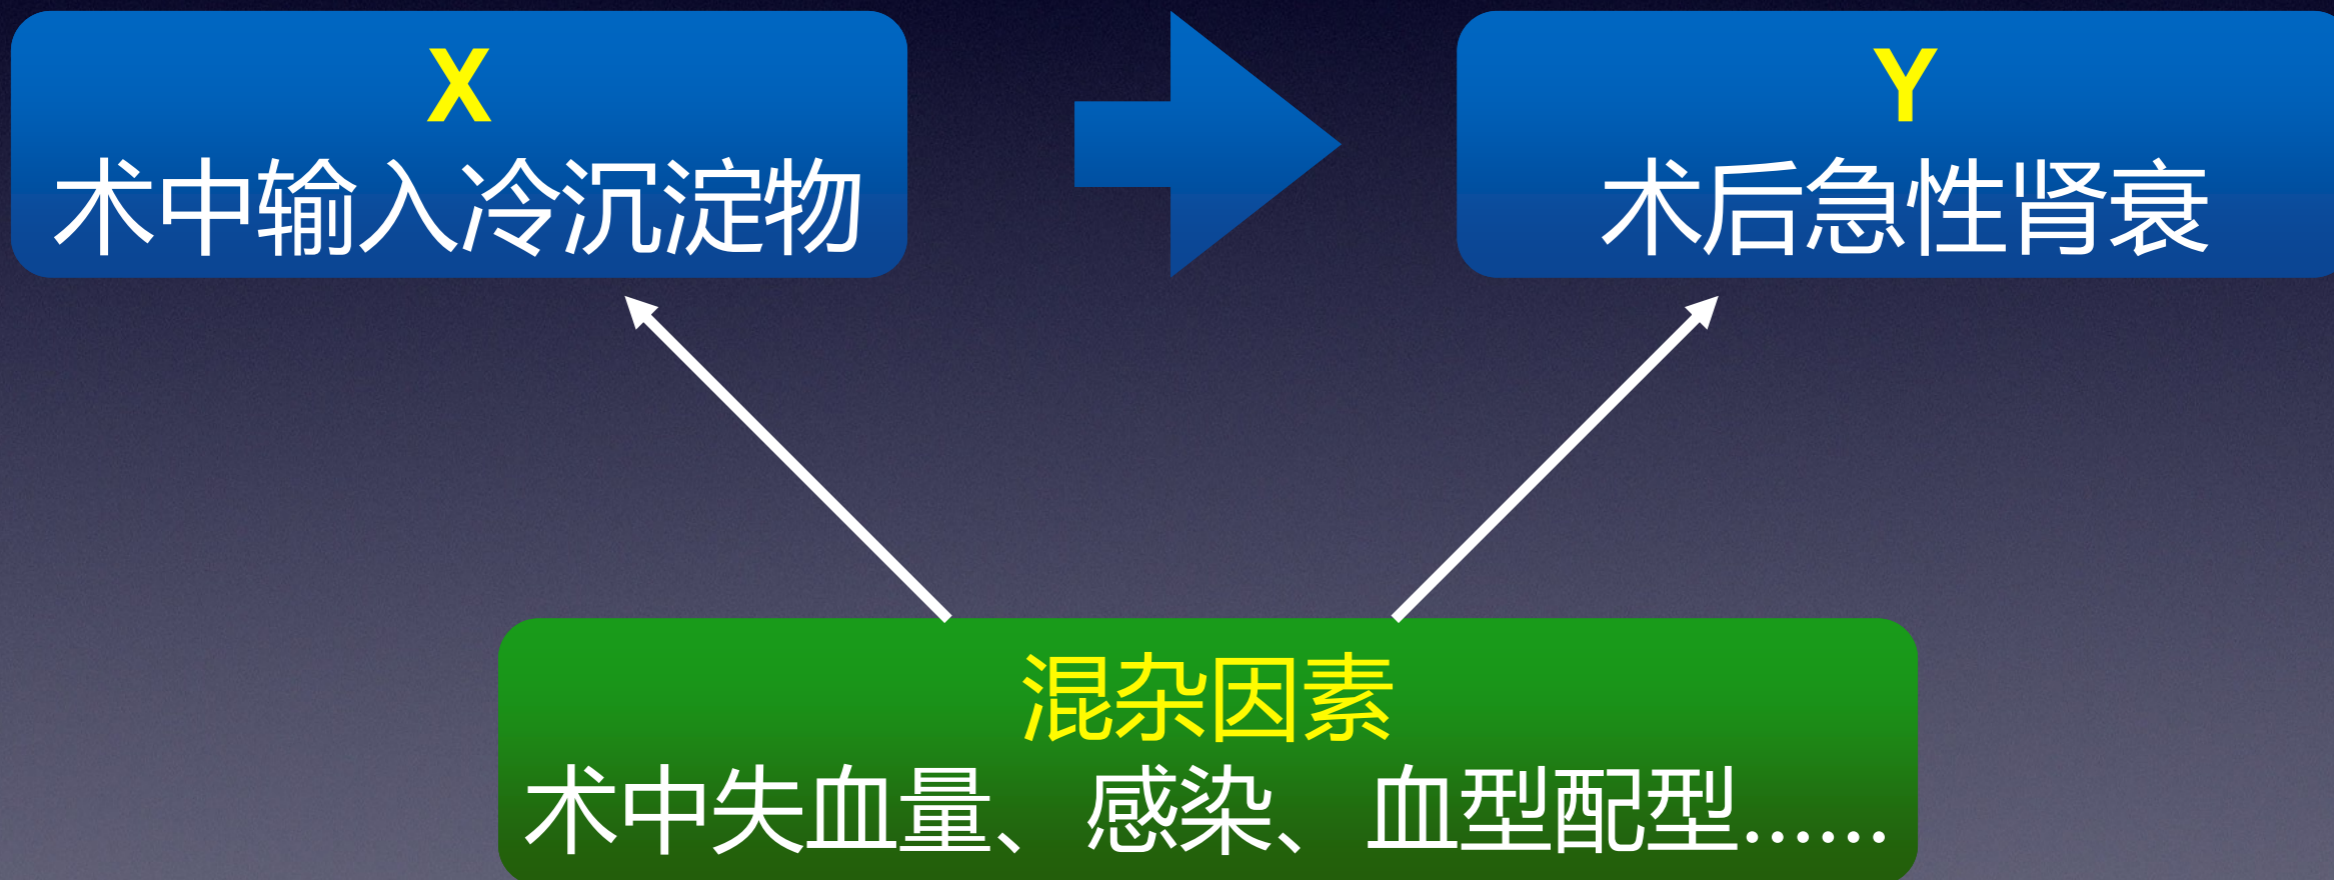 X
术中输入冷沉淀物
Y
术后急性肾衰
混杂因素
术中失血量、感染、血型配型......